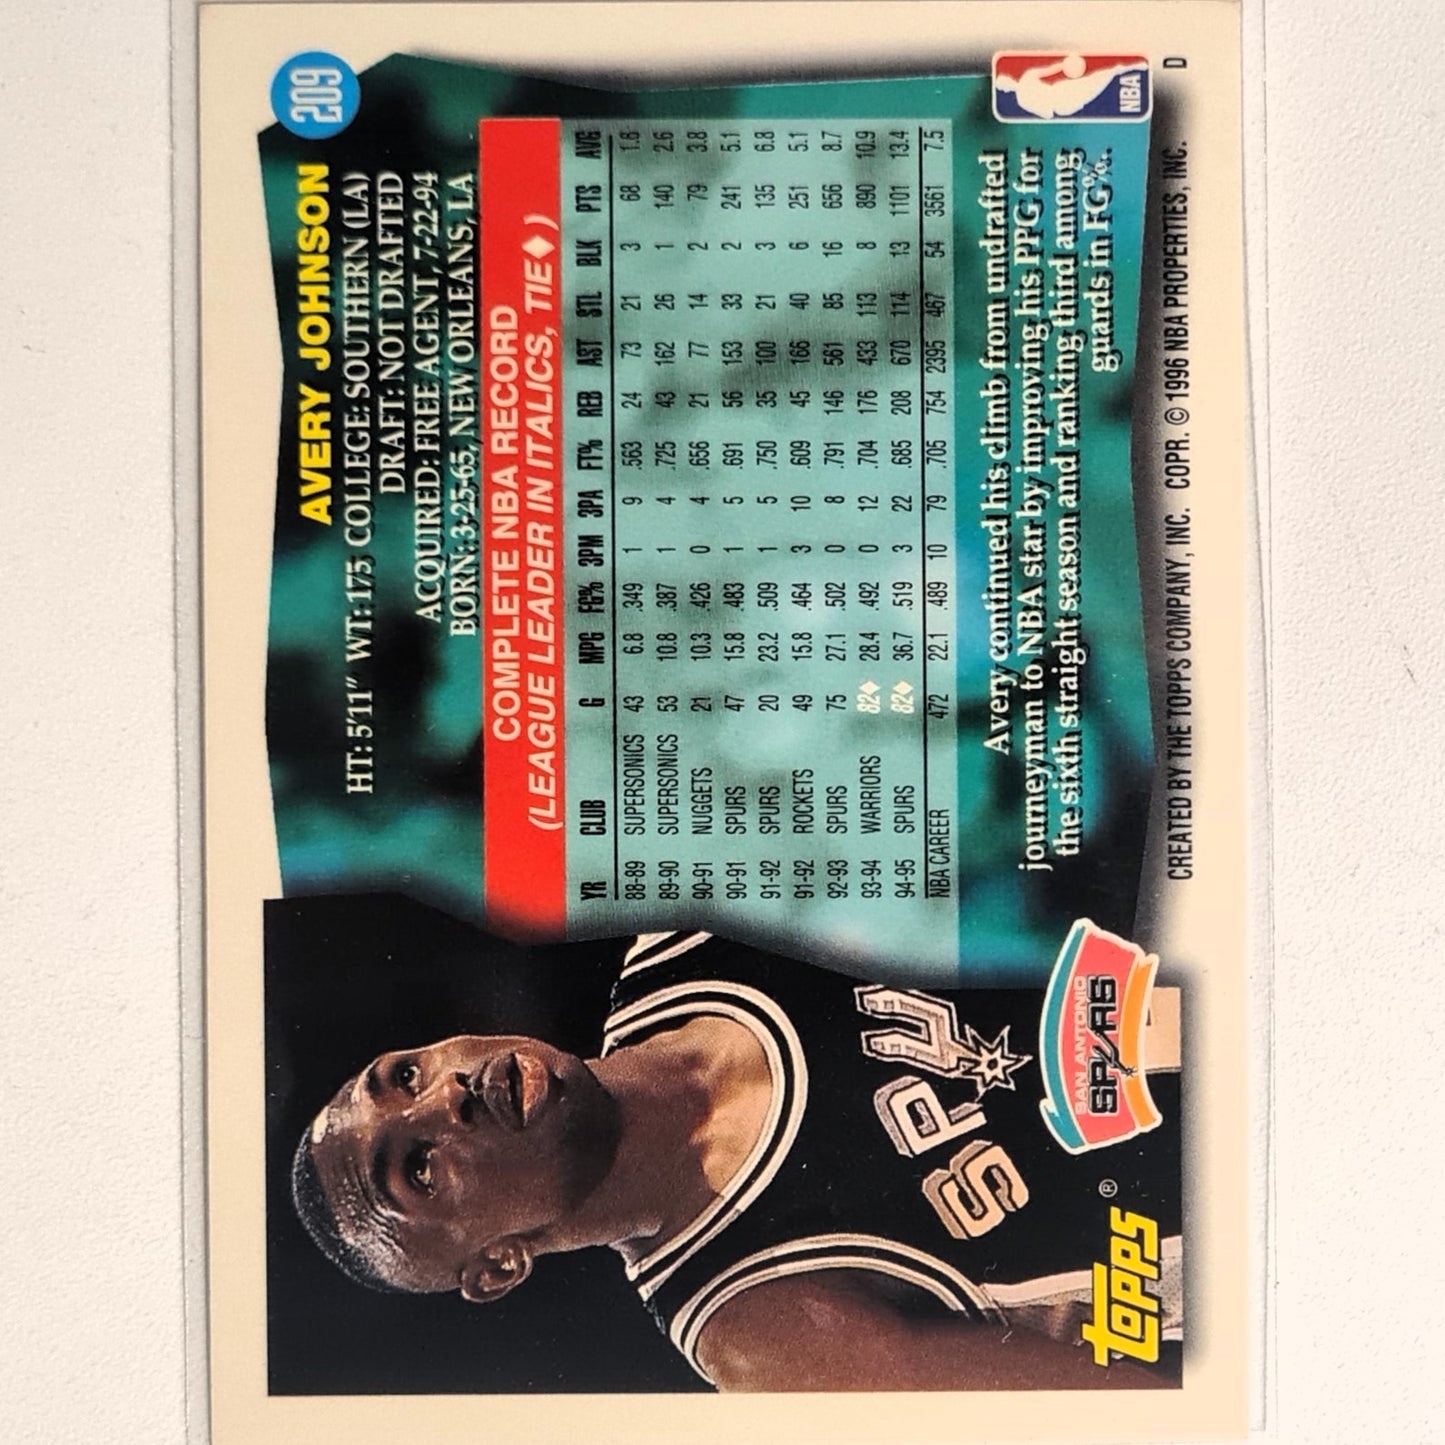 209
AVERY JOHNSON
HT: 5'11" WT: 175 COLLEGE: SOUTHERN (LA)
DRAFT: NOT DRAFTED
ACQUIRED: FREE AGENT, 7-22-94
BORN: 3-25-65, NEW ORLEANS, LA
COMPLETE NBA RECORD
(LEAGUE LEADER IN ITALICS, TIE♦)
YR CLUB G MPG FG% 3PM 3PA FT% REB AST STL BLK PTS AVG
88-89 SUPERSONICS 43 6.8 .349 1 9 .563 24 73 21 3 68 1.6
89-90 SUPERSONICS 53 10.8 .387 1 4 .725 43 162 26 1 140 2.6
90-91 NUGGETS 21 10.3 .426 0 4 .656 21 77 14 2 79 3.8
90-91 SPURS 47 15.8 .483 1 5 .691 56 153 33 2 241 5.1
91-92 SPURS 20 23.2 .509 1 5 .750 35 100 21 3 135 6.8
91-92 ROCKETS 49 15.8 .464 3 10 .609 45 166 40 6 251 5.1
92-93 SPURS 75 27.1 .502 0 8 .791 146 561 85 16 656 8.7
93-94 WARRIORS 82♦ 28.4 .492 0 12 .704 176 433 113 8 890 10.9
94-95 SPURS 82♦ 36.7 .519 3 22 .685 208 670 114 13 1101 13.4
NBA CAREER 472 22.1 .489 10 79 .705 754 2395 467 54 3561 7.5
Avery continued his climb from undrafted
journeyman to NBA star by improving his PPG for
the sixth straight season and ranking third among
guards in FG%.
NBA
SPU
SAN ANTONIO
SPURS
TOPPS ®
CREATED BY THE TOPPS COMPANY, INC. COPR. © 1996 NBA PROPERTIES, INC. D